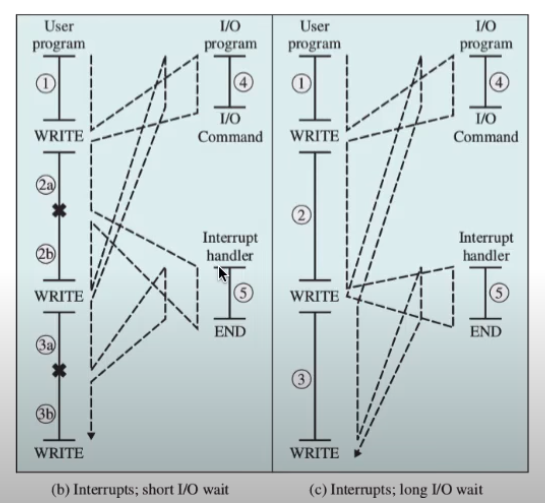 User
program
I/O
program
1
4
WRITE
I/O
Command
2a
2b
Interrupt
handler
WRITE
5
END
3a
3b
WRITE
(b) Interrupts; short I/O wait
User
program
I/O
program
1
4
WRITE
I/O
Command
2
Interrupt
handler
WRITE
5
END
3
WRITE
(c) Interrupts; long I/O wait